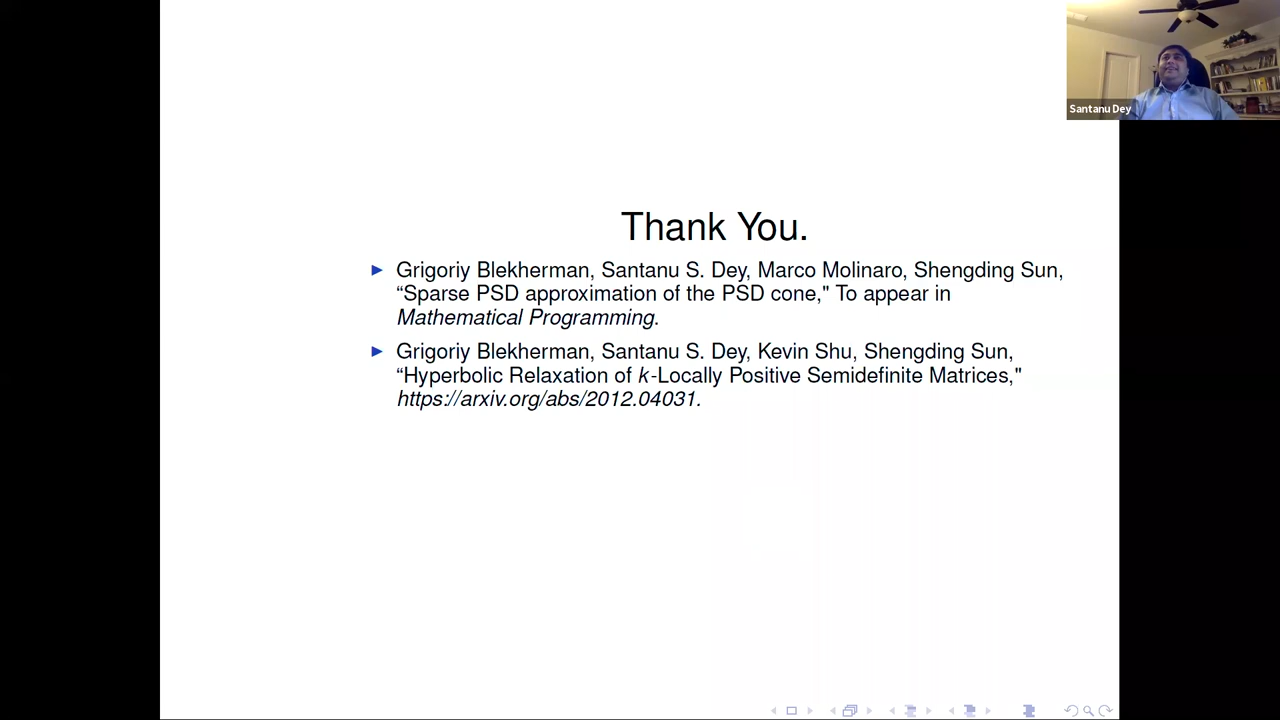 Santanu Dey
Thank You.
Grigoriy Blekherman, Santanu S. Dey, Marco Molinaro, Shengding Sun,
“Sparse PSD approximation of the PSD cone," To appear in
Mathematical Programming.
Grigoriy Blekherman, Santanu S. Dey, Kevin Shu, Shengding Sun,
“Hyperbolic Relaxation of k-Locally Positive Semidefinite Matrices,"
https://arxiv.org/abs/2012.04031.